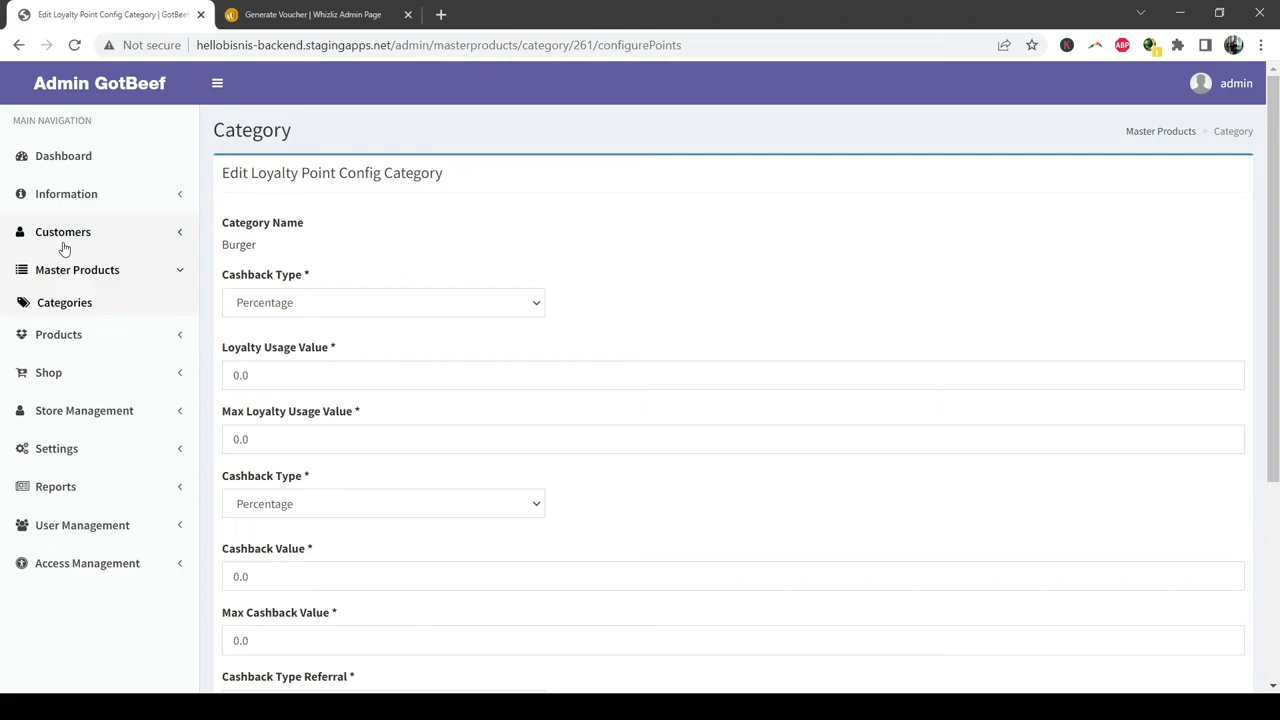 Edit Loyalty Point Config Category | GotBee
Generate Voucher | Whizliz Admin Page
Not secure
hellobisnis-backend.stagingapps.net/admin/masterproducts/category/261/configurePoints
ABP
1
Admin GotBeef
admin
MAIN NAVIGATION
Dashboard
Information
Customers
Master Products
Categories
Products
Shop
Store Management
Settings
Reports
User Management
Access Management
Category
Master Products > Category
Edit Loyalty Point Config Category
Category Name
Burger
Cashback Type *
Percentage
Loyalty Usage Value *
0.0
Max Loyalty Usage Value *
0.0
Cashback Type *
Percentage
Cashback Value *
0.0
Max Cashback Value *
0.0
Cashback Type Referral *